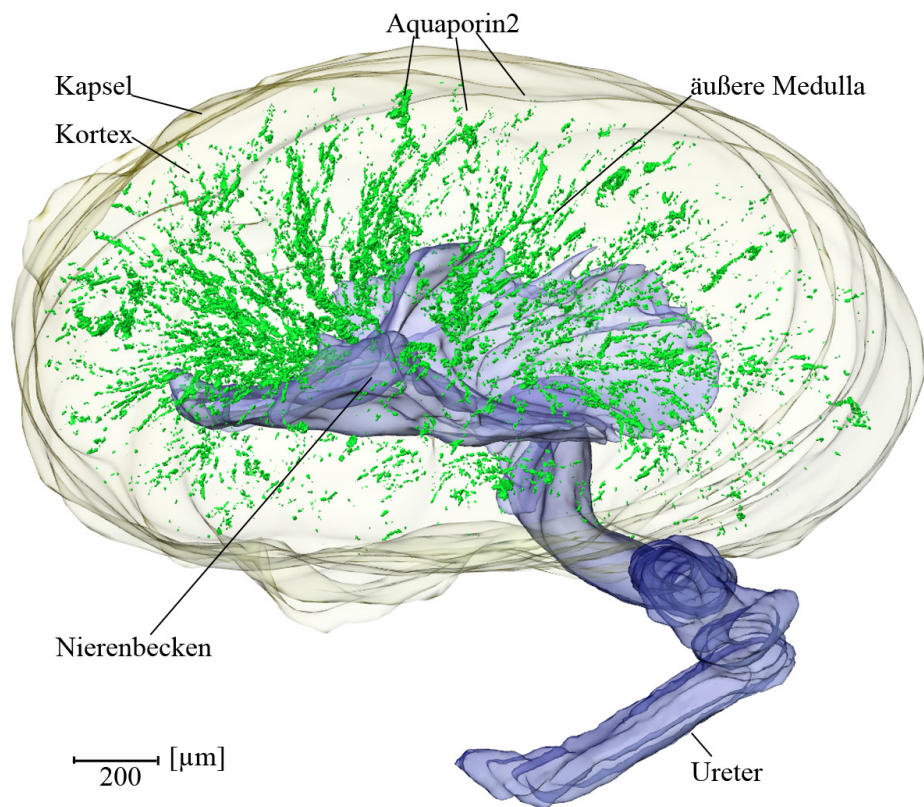 Aquaporin2
Kapsel
äußere Medulla
Kortex
Nierenbecken
[µm]
200
Ureter